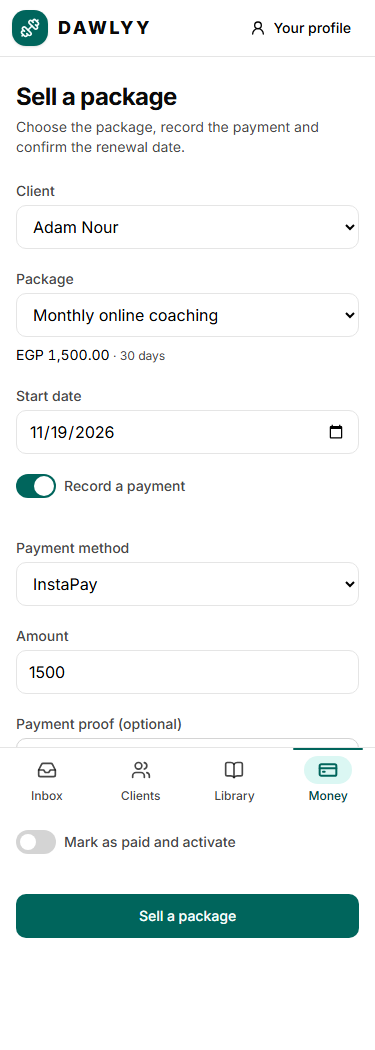 DAWLYY
Your profile
Sell a package
Choose the package, record the payment and
confirm the renewal date.
Client
Adam Nour
Package
Monthly online coaching
EGP 1,500.00 · 30 days
Start date
11/19/2026
Record a payment
Payment method
InstaPay
Amount
1500
Payment proof (optional)
Inbox
Clients
Library
Money
Mark as paid and activate
Sell a package